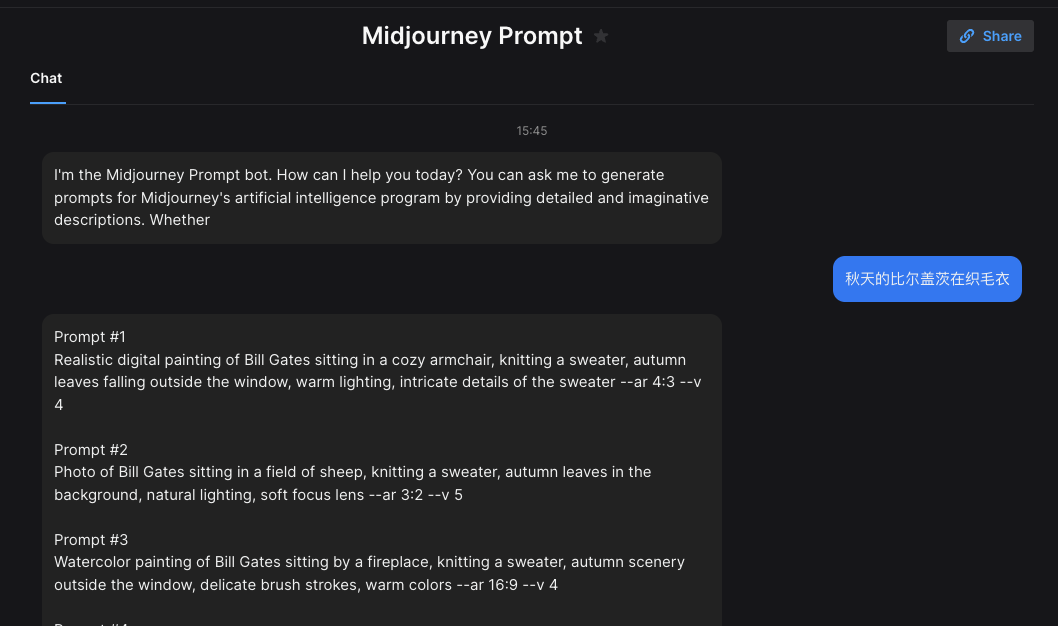 Midjourney Prompt
Share
Chat
15:45
I'm the Midjourney Prompt bot. How can I help you today? You can ask me to generate
prompts for Midjourney's artificial intelligence program by providing detailed and imaginative
descriptions. Whether
秋天的比尔盖茨在织毛衣
Prompt #1
Realistic digital painting of Bill Gates sitting in a cozy armchair, knitting a sweater, autumn
leaves falling outside the window, warm lighting, intricate details of the sweater --ar 4:3 --v
4
Prompt #2
Photo of Bill Gates sitting in a field of sheep, knitting a sweater, autumn leaves in the
background, natural lighting, soft focus lens --ar 3:2 --v 5
Prompt #3
Watercolor painting of Bill Gates sitting by a fireplace, knitting a sweater, autumn scenery
outside the window, delicate brush strokes, warm colors --ar 16:9 --v 4